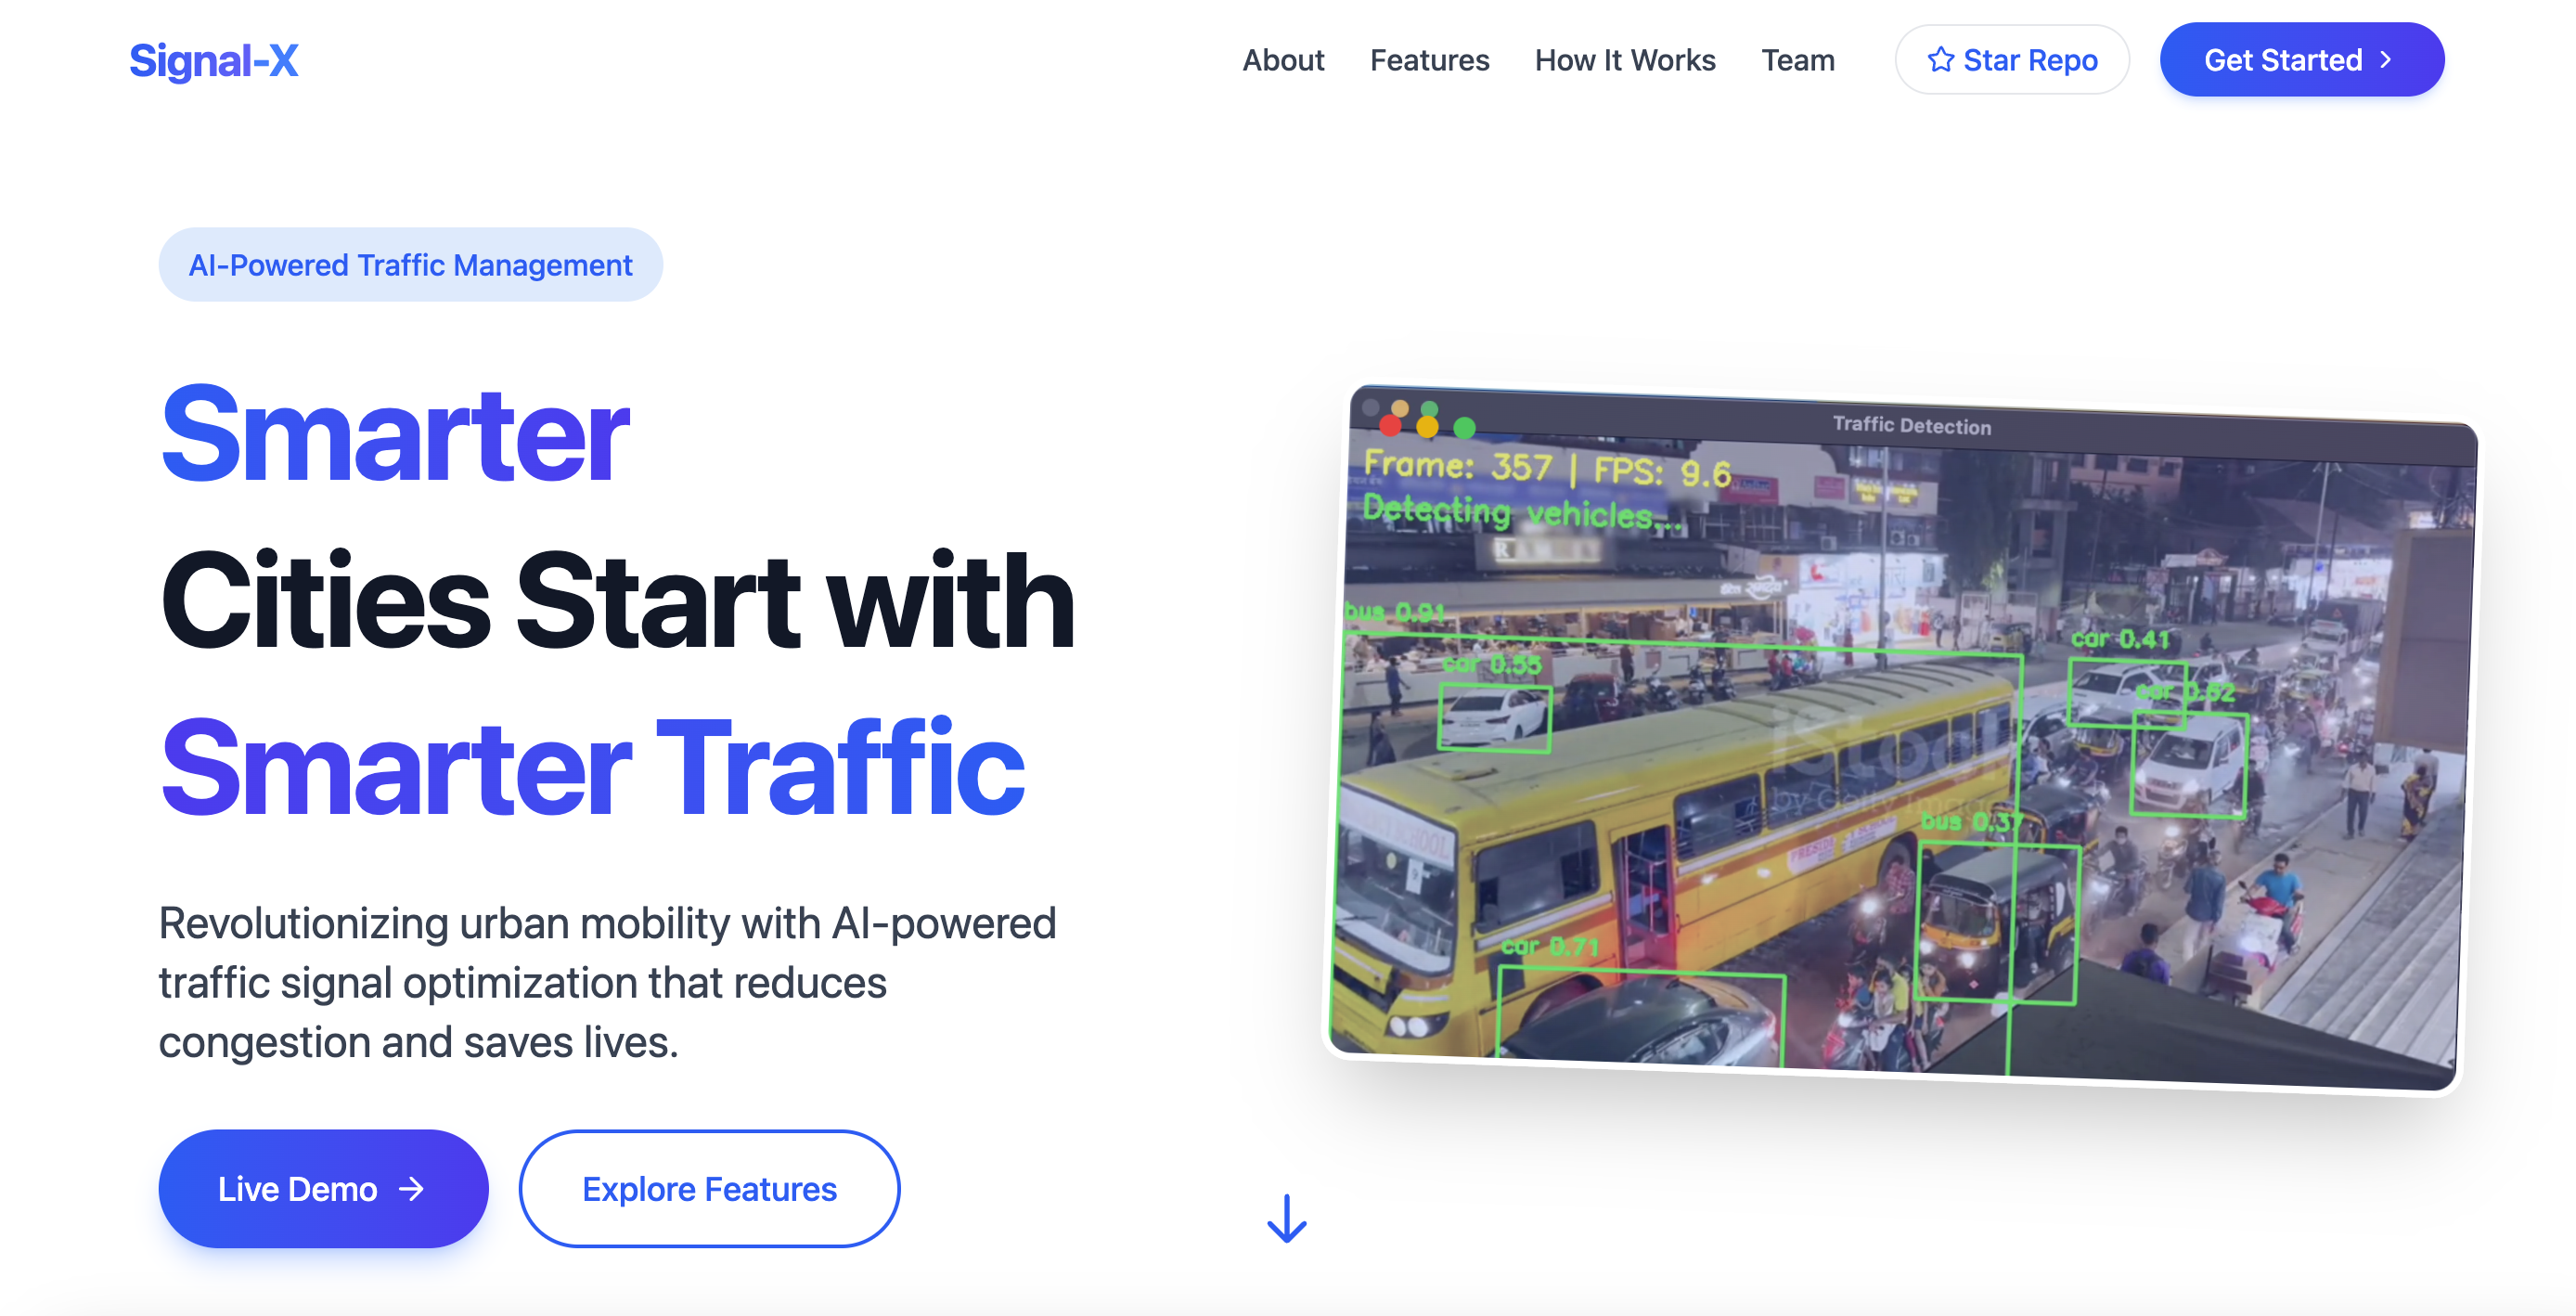 Signal-X
About
Features
How It Works
Team
Star Repo
Get Started
AI-Powered Traffic Management
Smarter
Cities Start with
Smarter Traffic
Revolutionizing urban mobility with AI-powered
traffic signal optimization that reduces
congestion and saves lives.
Live Demo
Explore Features
Traffic Detection
Frame: 357 | FPS: 9.6
Detecting vehicles...
bus 0.91
car 0.55
car 0.41
car 0.52
iStock
by Getty Images
bus 0.37
SCHOOL
car 0.71